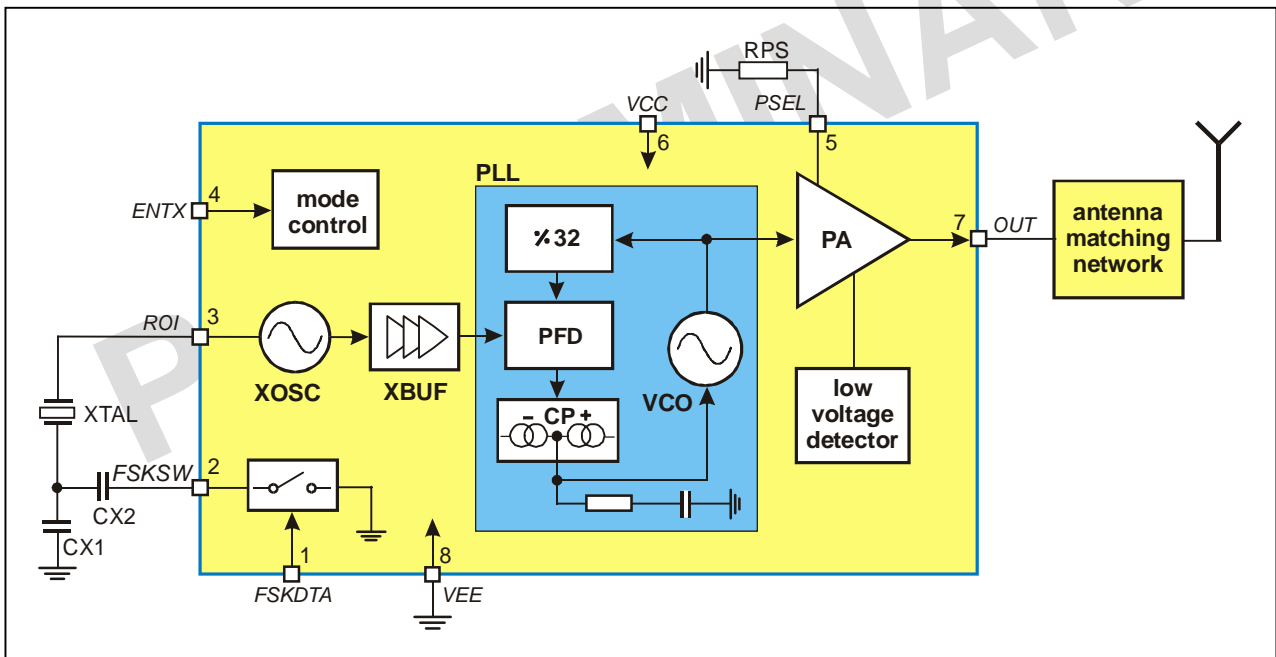 PRELIMINAR
RPS
VCC
PSEL
6
5
PLL
ENTX
4
mode
control
٪32
PA
7
OUT
antenna
matching
network
ROI
3
XOSC
XBUF
PFD
VCO
low
voltage
detector
XTAL
- CP +
FSKSW
2
CX2
CX1
1
FSKDTA
8
VEE